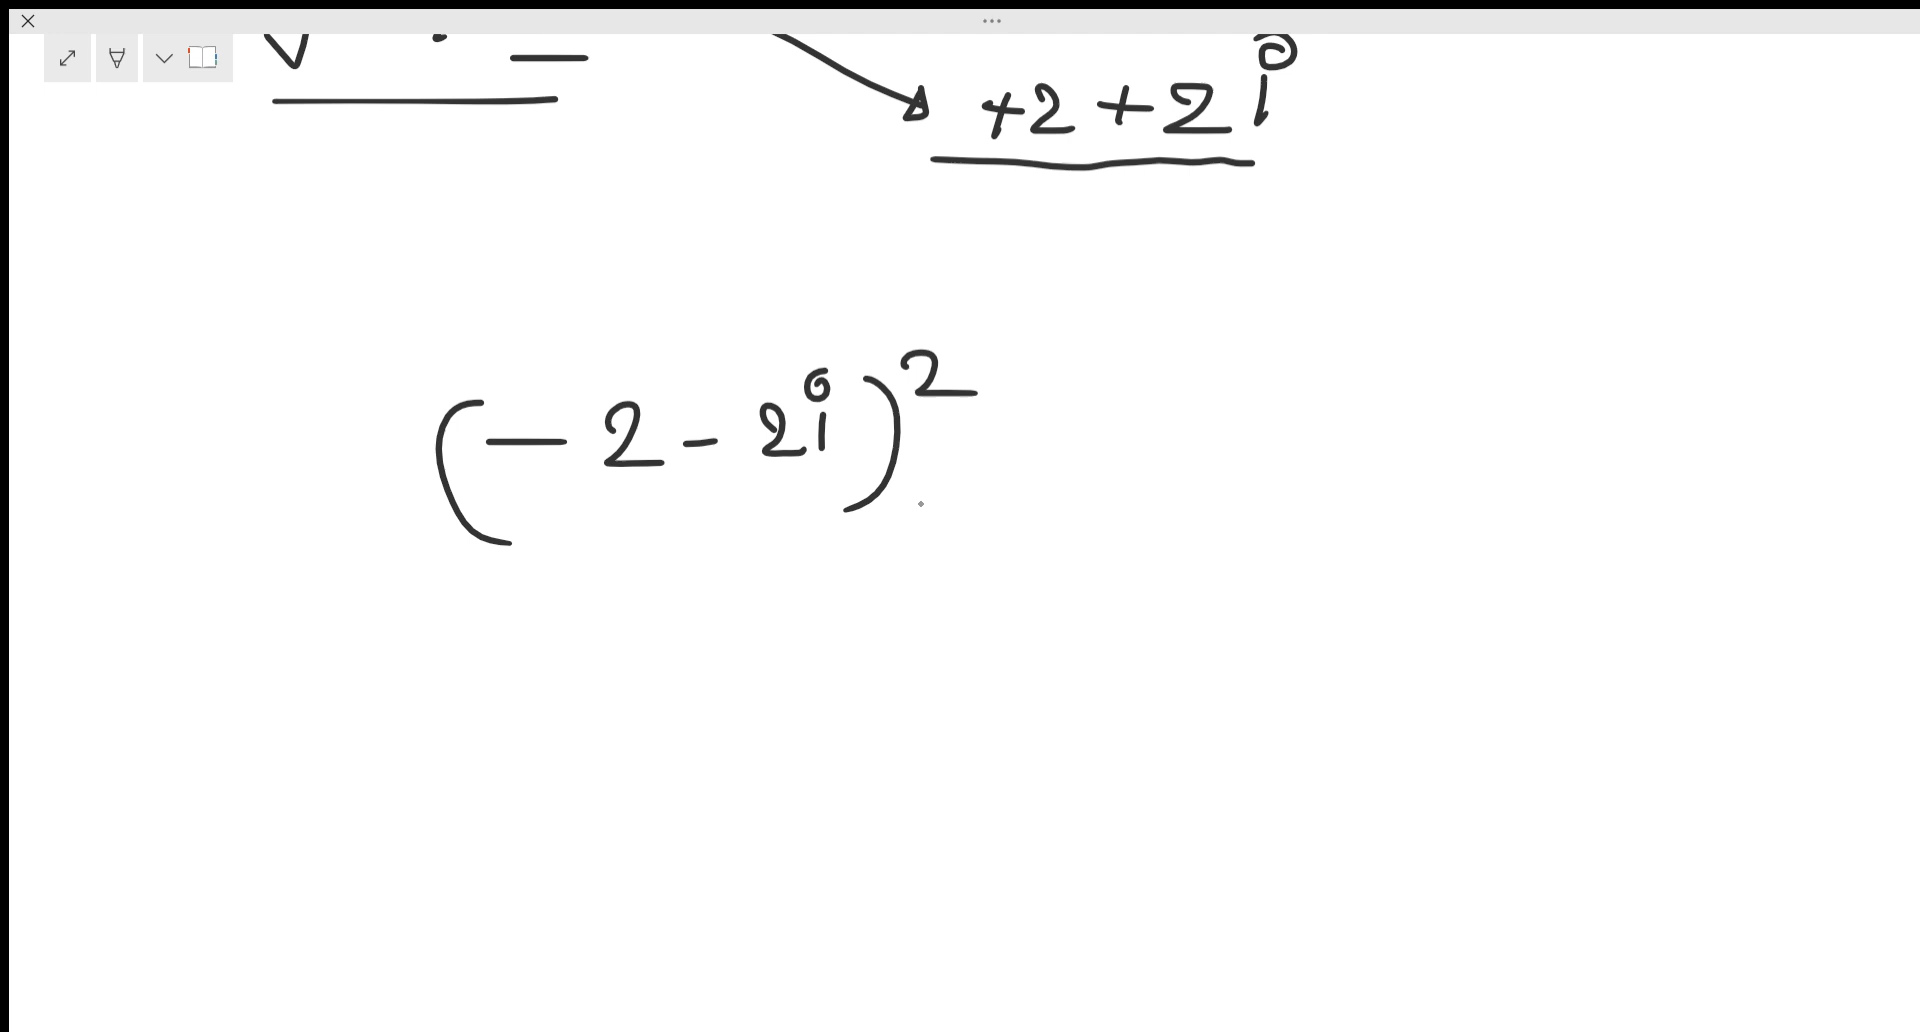 +2 + 2i
(- 2 - 2i)²